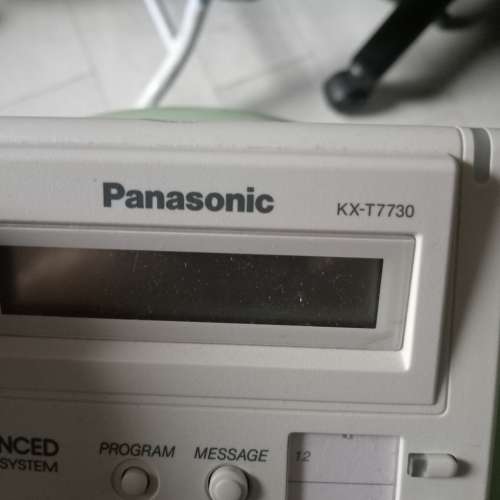 Panasonic KX-T7730
NCED PROGRAM MESSAGE 12
SYSTEM